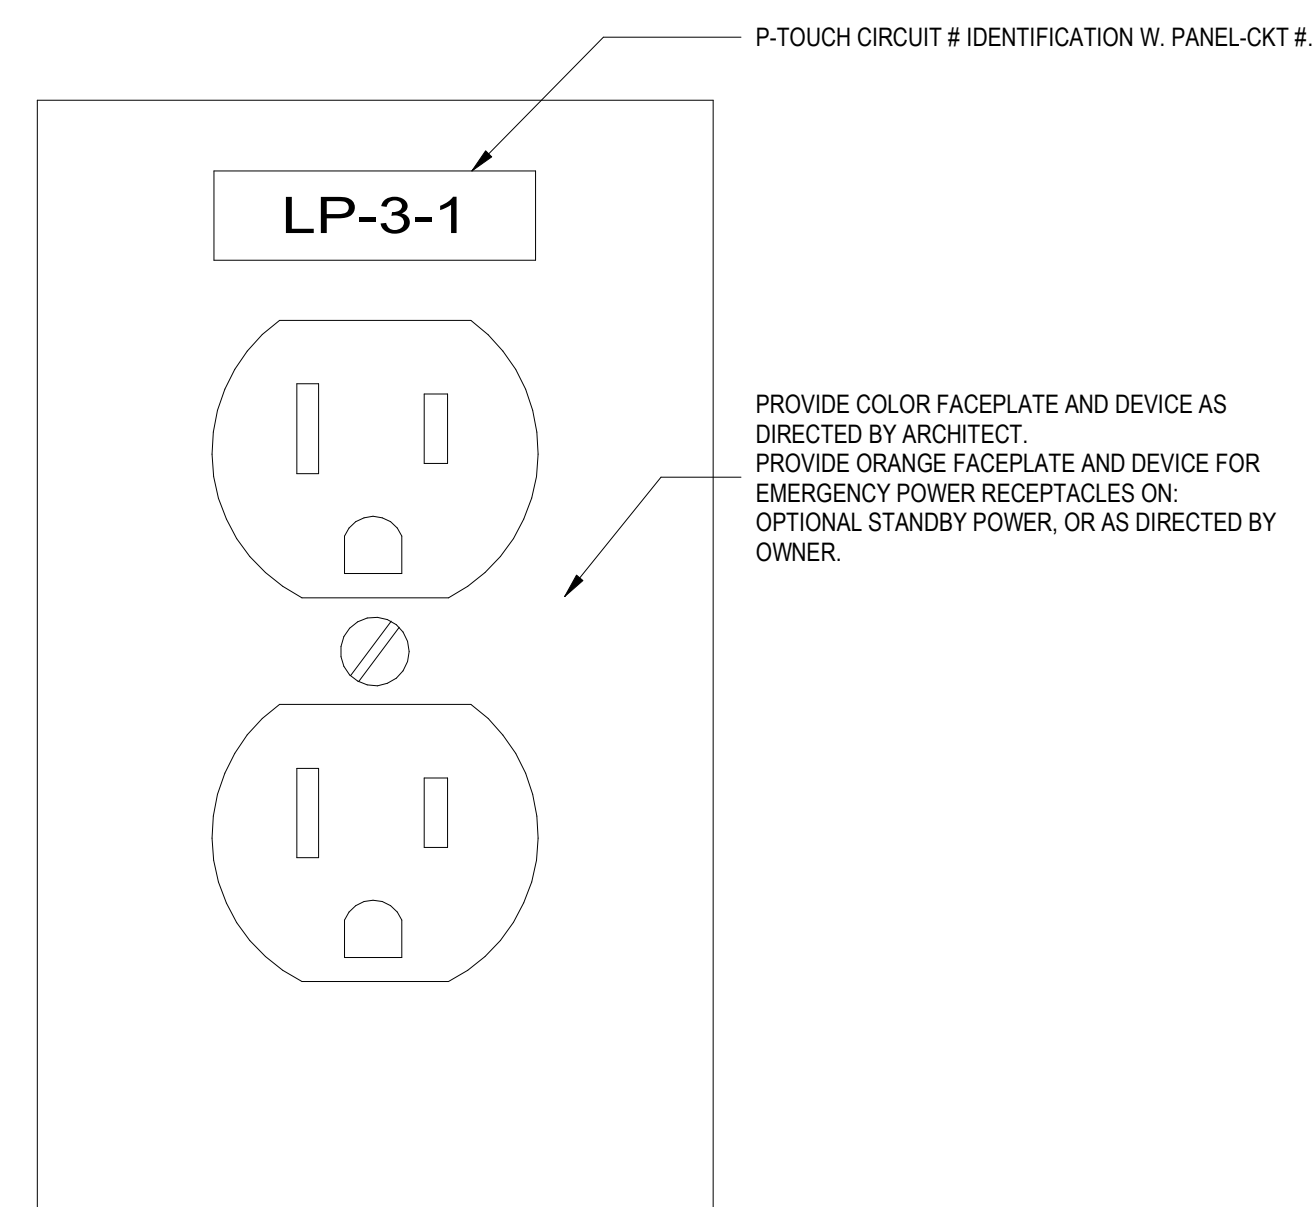 P-TOUCH CIRCUIT # IDENTIFICATION W. PANEL-CKT #.
LP-3-1
PROVIDE COLOR FACEPLATE AND DEVICE AS
DIRECTED BY ARCHITECT.
PROVIDE ORANGE FACEPLATE AND DEVICE FOR
EMERGENCY POWER RECEPTACLES ON:
OPTIONAL STANDBY POWER, OR AS DIRECTED BY
OWNER.